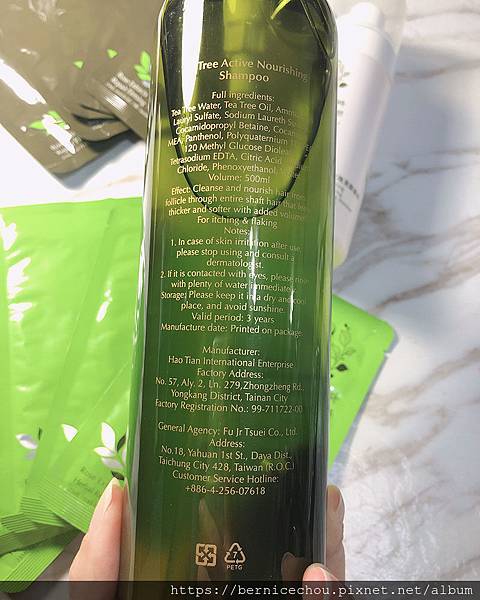 Tree Active Nourishing
Shampoo
Full ingredients:
Tea Tree Water, Tea Tree Oil,
Lauryl Sulfate, Sodium Laureth
Cocamidopropyl Betaine,
MEA, Panthenol, Polyquaternium
120 Methyl Glucose
Tetrasodium EDTA, Citric Acid
Chloride, Phenoxyethanol,
Volume: 500ml
Effect: Cleanse and nourish hair from
follicle through entire shaft hair that
thicker and softer with added volume
For itching & flaking
Notes:
1. In case of skin irritation after use,
please stop using and consult a
dermatologist.
2. If it is contacted with eyes, please rinse
with plenty of water immediately.
Storage: Please keep it in a dry and cool
place, and avoid sunshine
Valid period: 3 years
Manufacture date: Printed on package
Manufacturer:
Hao Tian International Enterprise
Factory Address:
No. 57, Aly. 2, Ln. 279,Zhongzheng Rd.,
Yongkang District, Tainan City
Factory Registration No.: 99-711722-00
General Agency: Fu Jr Tsuei Co., Ltd.
Address:
No.18, Yahuan 1st St., Daya Dist.,
Taichung City 428, Taiwan (R.O.C.)
Customer Service Hotline:
+886-4-256-07618
PETG
https://bernicechou.pixnet.net/album